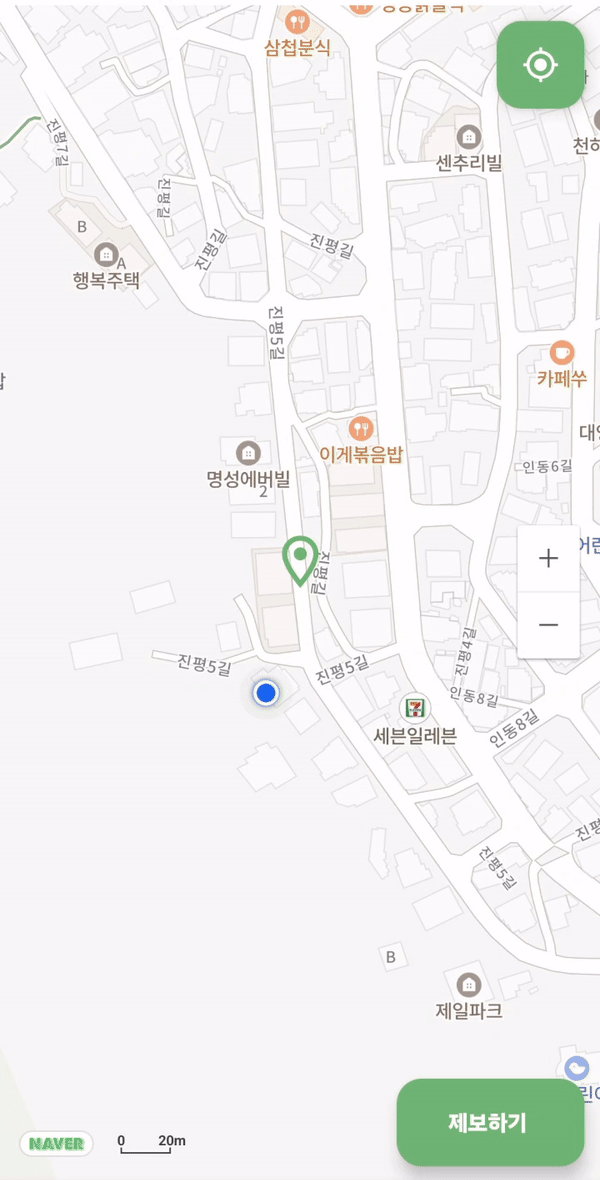 삼첩분식
진평7길
센추리빌
진평길
B
A
행복주택
진평길
진평길
진평5길
카페쑤
이게볶음밥
명성에버빌
2
인동6길
진평길
진평4길
진평5길
진평5길
인동8길
인동8길
세븐일레븐
진평5길
B
제일파크
제보하기
NAVER
0 20m